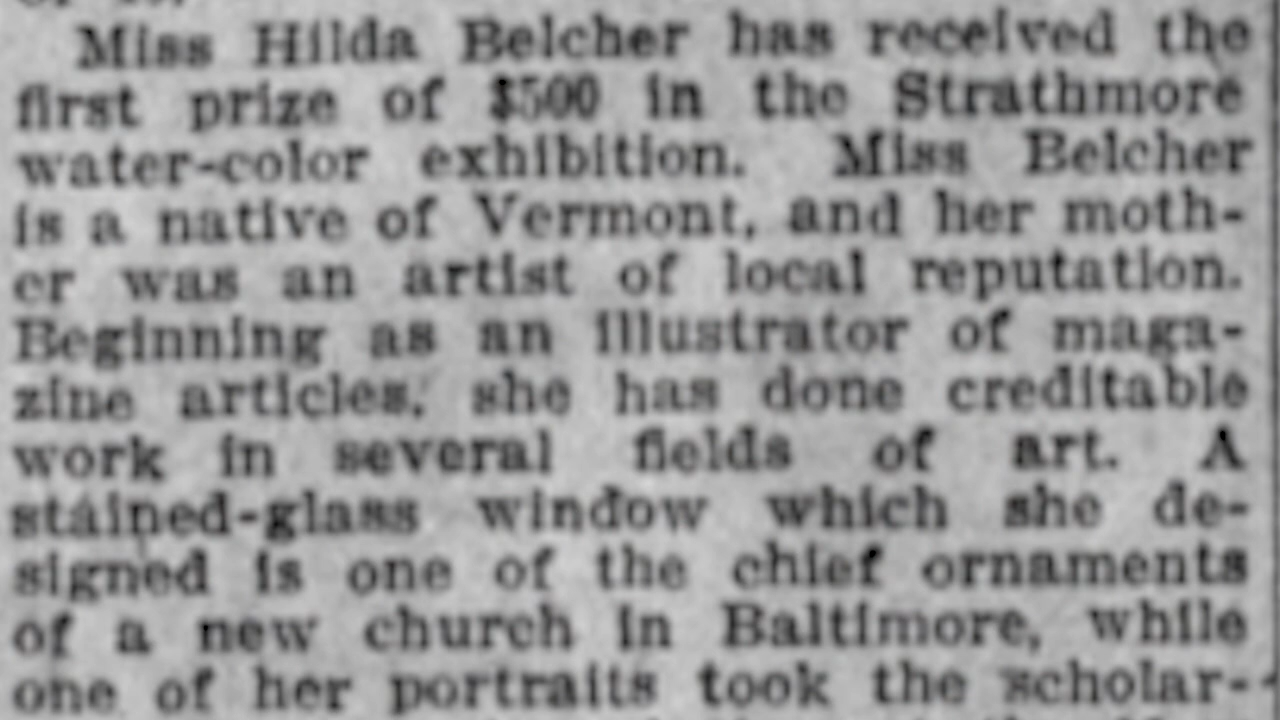 Miss Hilda Belcher has received the
first prize of $500 in the Strathmore
water-color exhibition. Miss Belcher
is a native of Vermont, and her moth-
er was an artist of local reputation.
Beginning as an illustrator of maga-
zine articles, she has done creditable
work in several fields of art. A
stained-glass window which she de-
signed is one of the chief ornaments
of a new church in Baltimore, while
one of her portraits took the scholar-